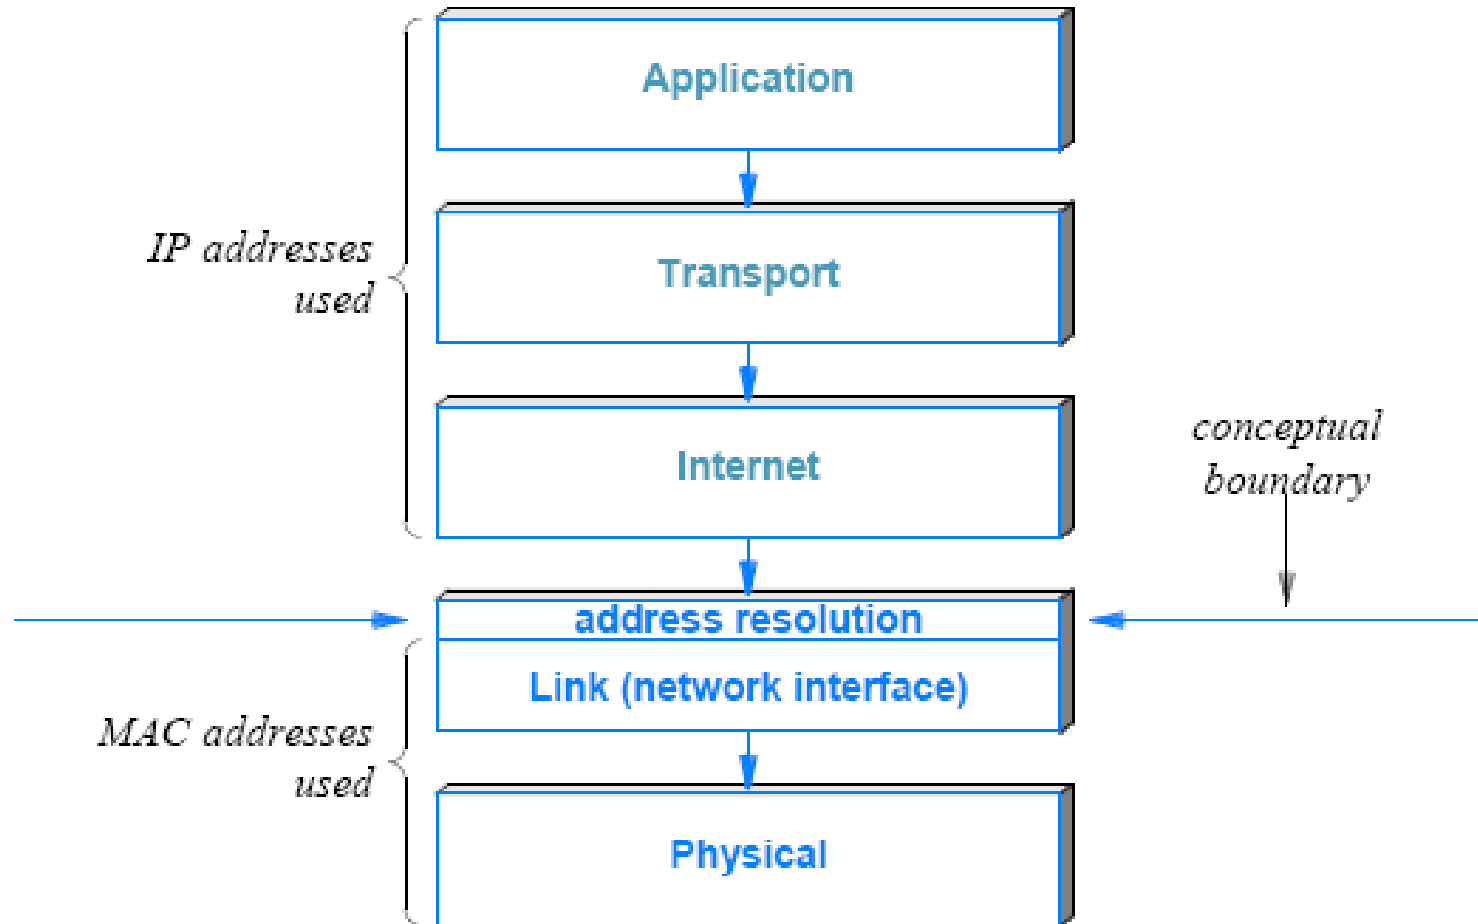 Application
IP addresses
used
Transport
Internet
conceptual
boundary
address resolution
Link (network interface)
MAC addresses
used
Physical